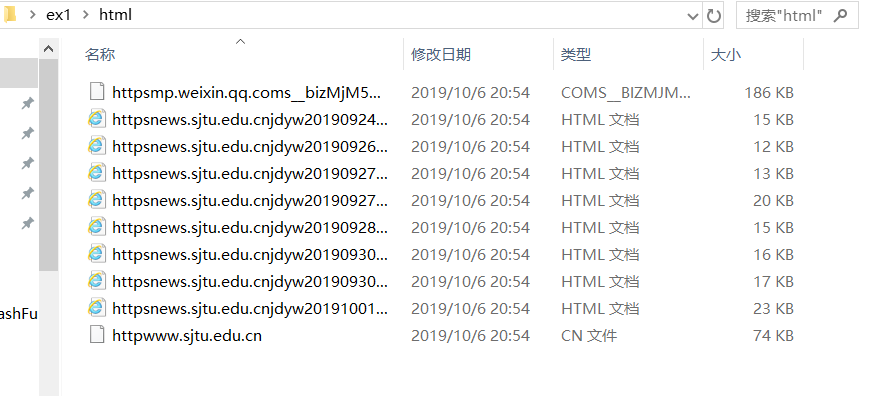 ex1 html 搜索"html"
名称 修改日期 类型 大小
httpsmp.weixin.qq.coms__bizMjM5... 2019/10/6 20:54 COMS__BIZMJM... 186 KB
httpsnews.sjtu.edu.cnjdyw20190924... 2019/10/6 20:54 HTML 文档 15 KB
httpsnews.sjtu.edu.cnjdyw20190926... 2019/10/6 20:54 HTML 文档 12 KB
httpsnews.sjtu.edu.cnjdyw20190927... 2019/10/6 20:54 HTML 文档 13 KB
httpsnews.sjtu.edu.cnjdyw20190927... 2019/10/6 20:54 HTML 文档 20 KB
httpsnews.sjtu.edu.cnjdyw20190928... 2019/10/6 20:54 HTML 文档 15 KB
httpsnews.sjtu.edu.cnjdyw20190930... 2019/10/6 20:54 HTML 文档 16 KB
httpsnews.sjtu.edu.cnjdyw20190930... 2019/10/6 20:54 HTML 文档 17 KB
ashFu httpsnews.sjtu.edu.cnjdyw20191001... 2019/10/6 20:54 HTML 文档 23 KB
httpwww.sjtu.edu.cn 2019/10/6 20:54 CN 文件 74 KB